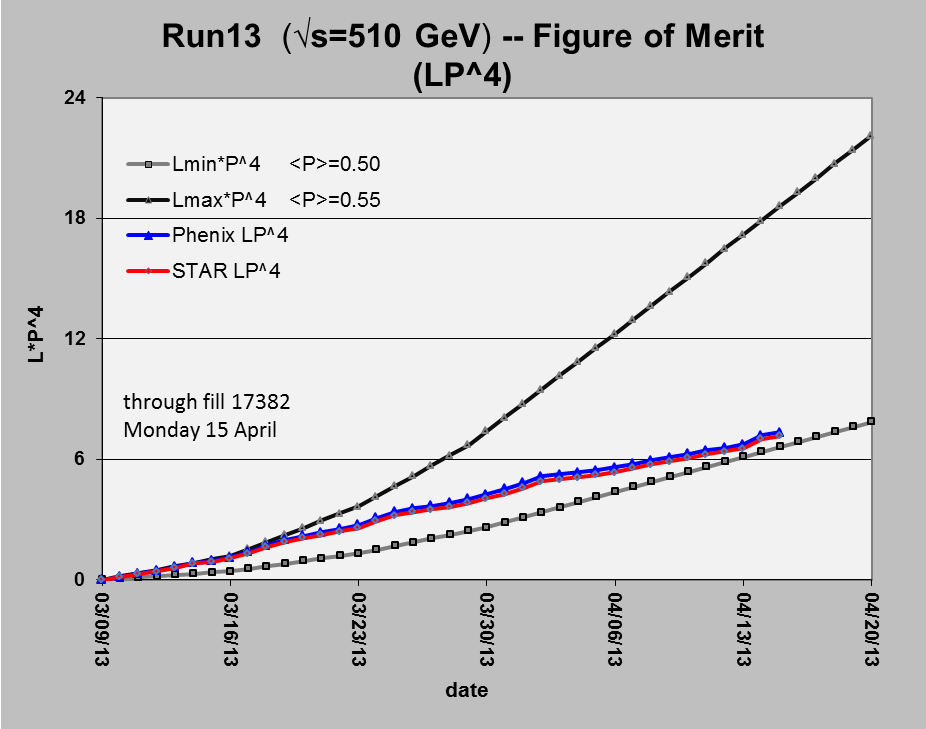 Run13 (√s=510 GeV) -- Figure of Merit
(LP^4)
24
18
12
6
0
L*P^4
Lmin*P^4 <P>=0.50
Lmax*P^4 <P>=0.55
Phenix LP^4
STAR LP^4
through fill 17382
Monday 15 April
03/09/13
03/16/13
03/23/13
03/30/13
04/06/13
04/13/13
04/20/13
date